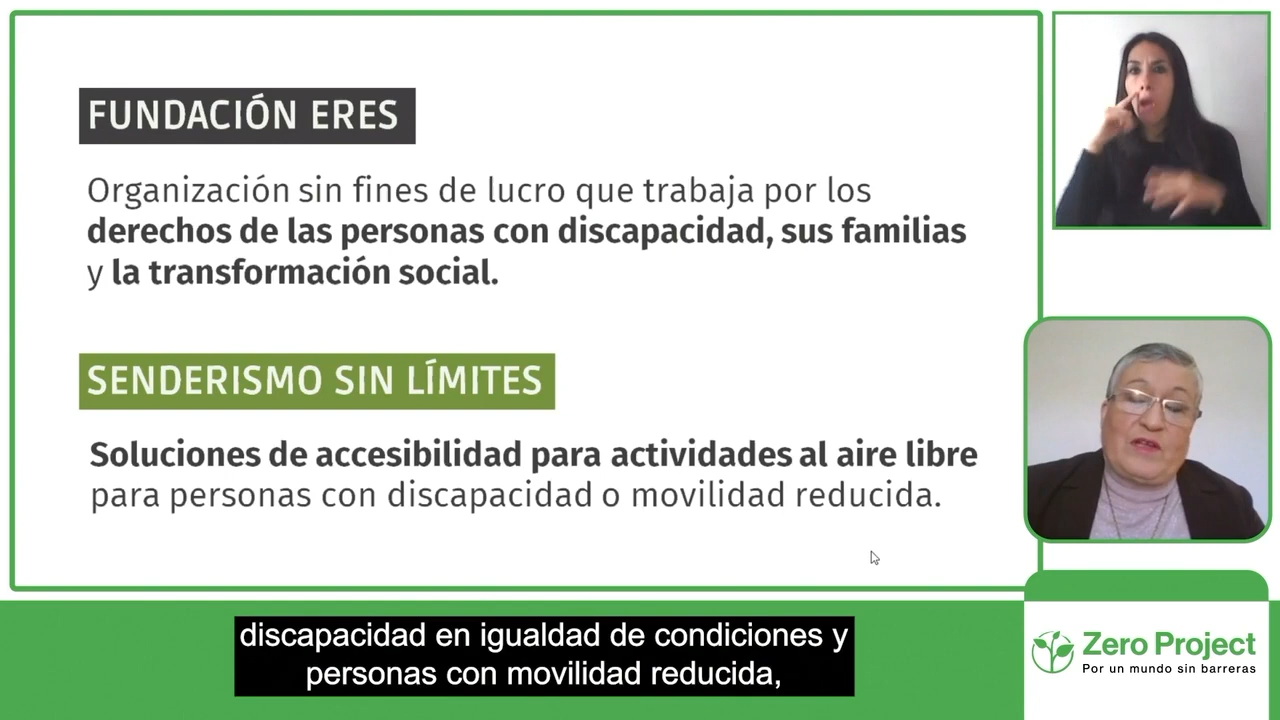 FUNDACIÓN ERES
Organización sin fines de lucro que trabaja por los
derechos de las personas con discapacidad, sus familias
y la transformación social.
SENDERISMO SIN LÍMITES
Soluciones de accesibilidad para actividades al aire libre
para personas con discapacidad o movilidad reducida.
discapacidad en igualdad de condiciones y
personas con movilidad reducida,
Zero Project
Por un mundo sin barreras